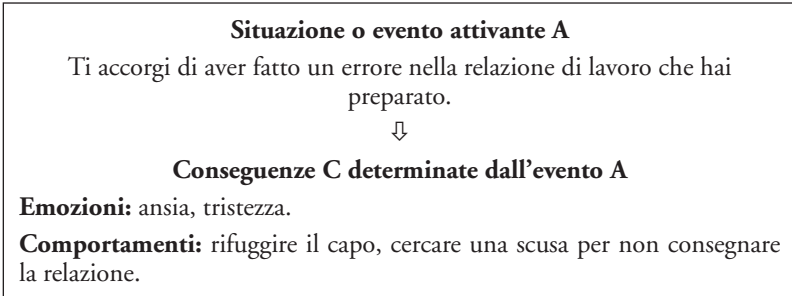 Situazione o evento attivante A
Ti accorgi di aver fatto un errore nella relazione di lavoro che hai
preparato.
⇩
Conseguenze C determinate dall’evento A
Emozioni: ansia, tristezza.
Comportamenti: rifuggire il capo, cercare una scusa per non consegnare
la relazione.